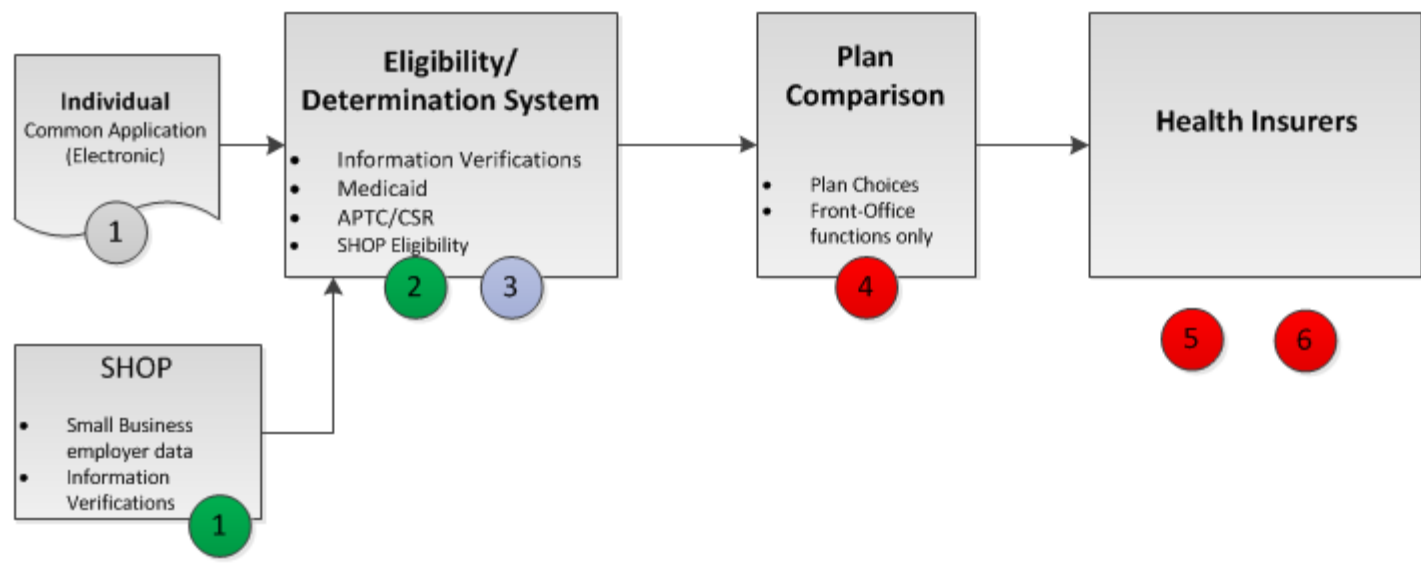 Individual
Common Application
(Electronic)
1
Eligibility/
Determination System
• Information Verifications
• Medicaid
• APTC/CSR
• SHOP Eligibility
2
3
Plan
Comparison
• Plan Choices
• Front-Office
functions only
4
Health Insurers
5
6
SHOP
• Small Business
employer data
• Information
Verifications
1